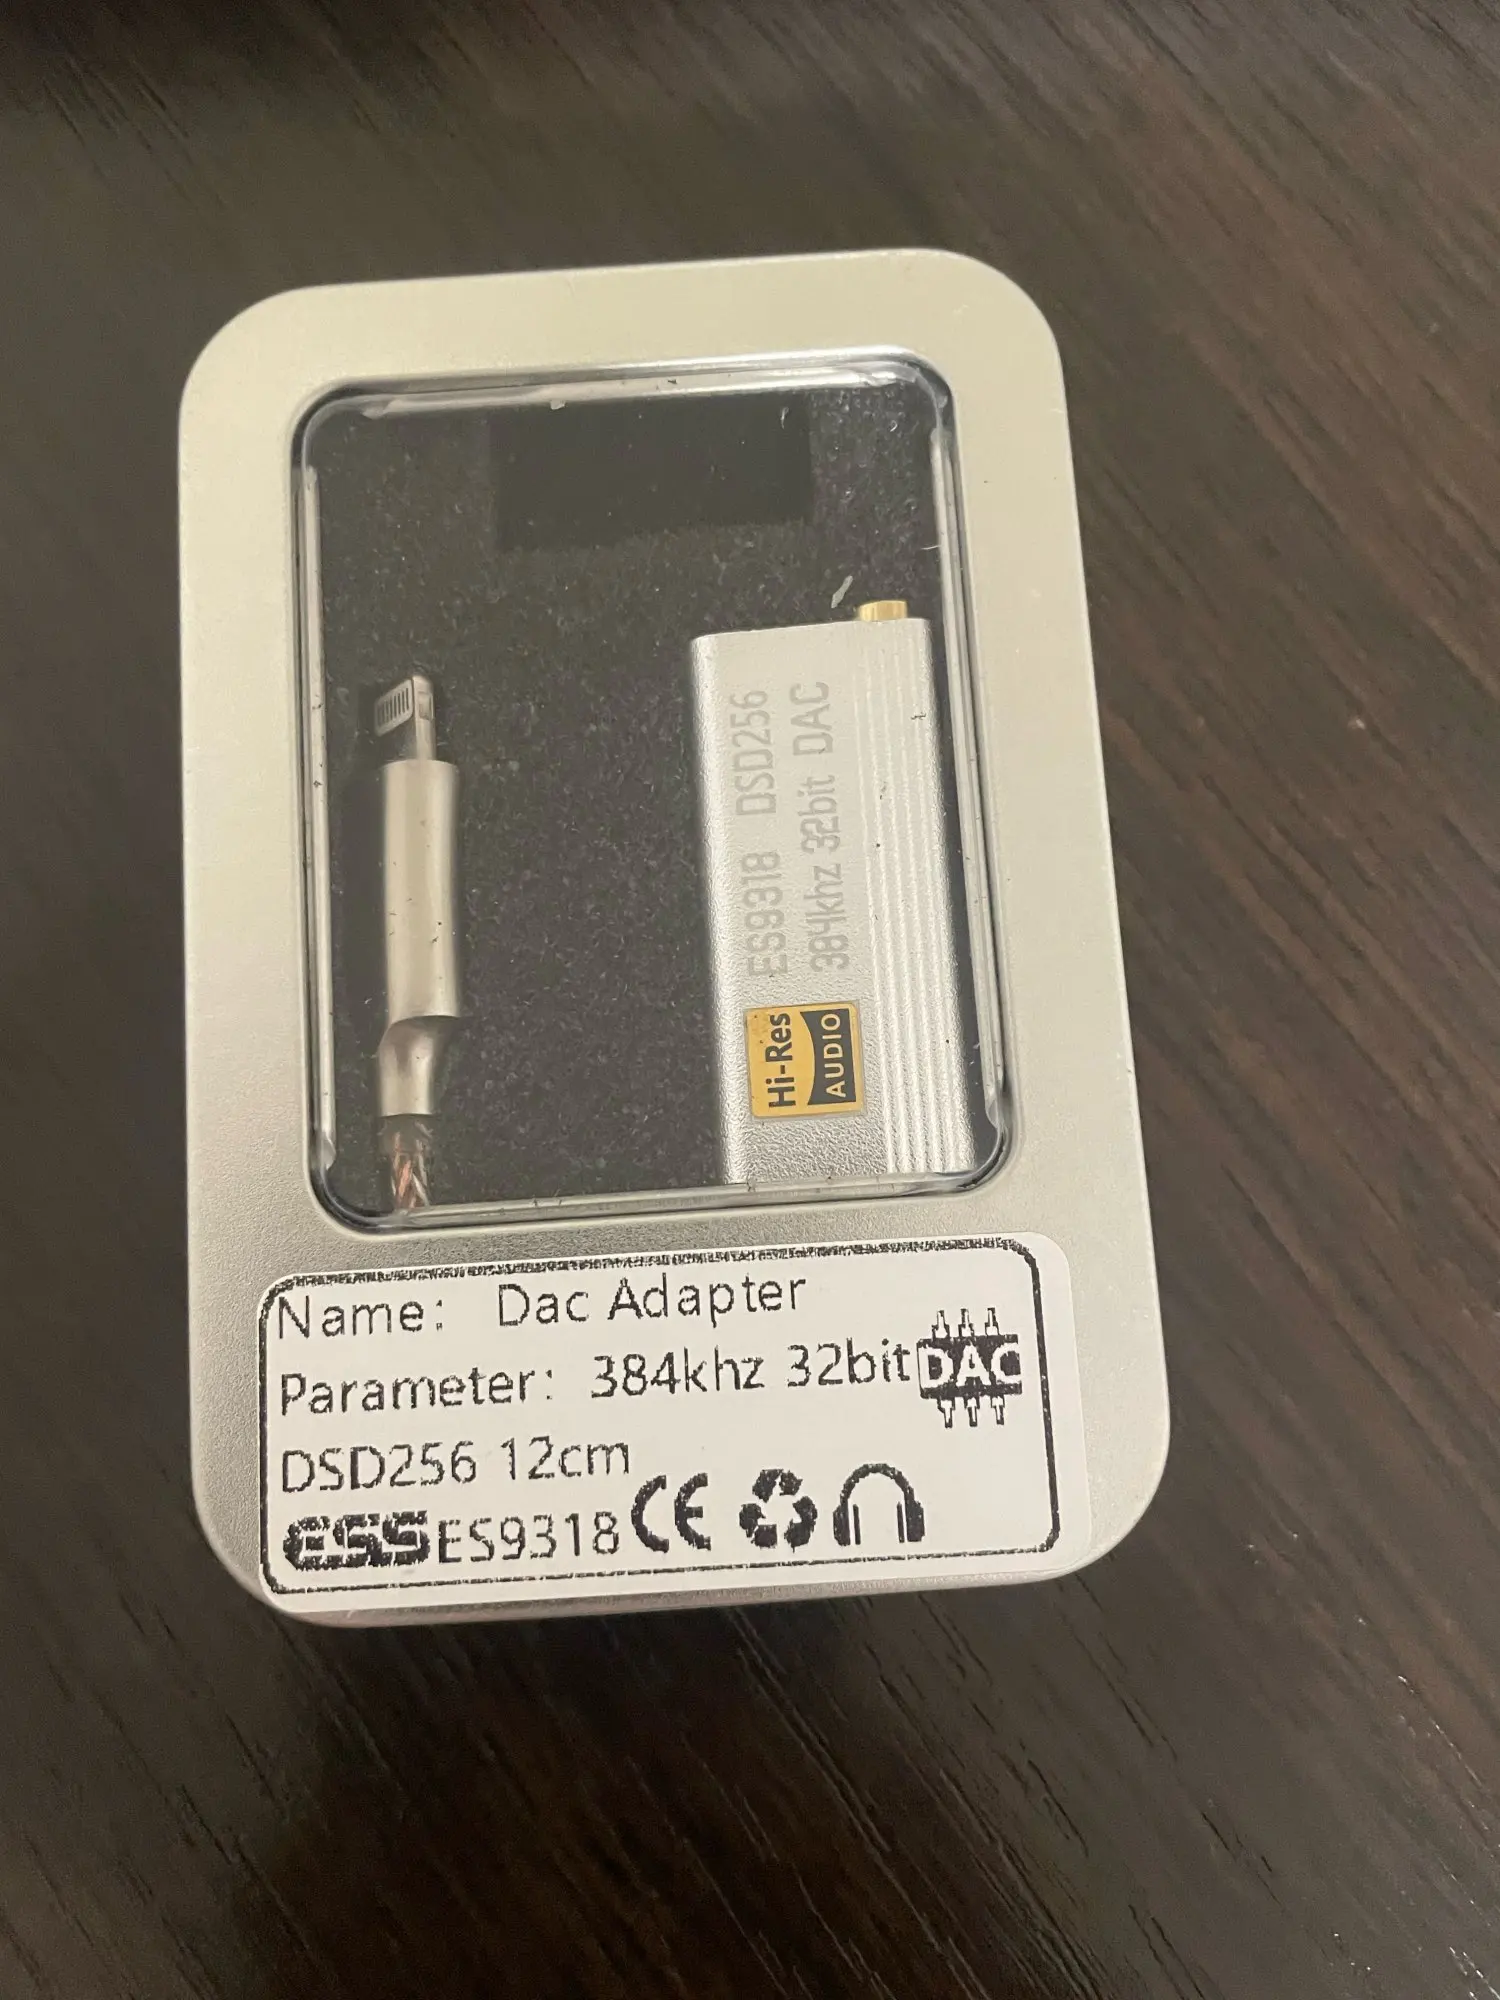 ES9318 DSD256
384khz 32bit DAC
Hi-Res
AUDIO
Name: Dac Adapter
Parameter: 384khz 32bit DAC
DSD256 12cm
ESS ES9318 CE